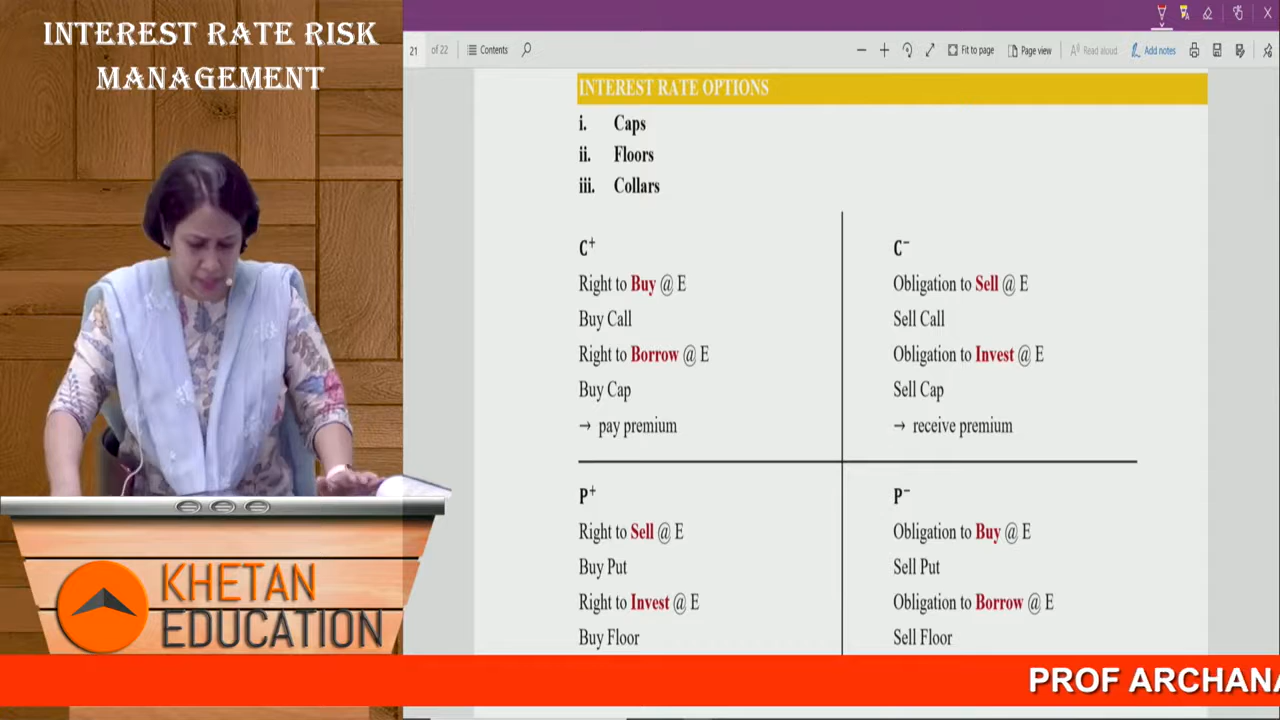 INTEREST RATE RISK
MANAGEMENT
21 of 22
Contents
Fit to page
Page view
Read aloud
Add notes
INTEREST RATE OPTIONS
i. Caps
ii. Floors
iii. Collars
C+
Right to Buy @ E
Buy Call
Right to Borrow @ E
Buy Cap
→ pay premium
C−
Obligation to Sell @ E
Sell Call
Obligation to Invest @ E
Sell Cap
→ receive premium
P+
Right to Sell @ E
Buy Put
Right to Invest @ E
Buy Floor
P−
Obligation to Buy @ E
Sell Put
Obligation to Borrow @ E
Sell Floor
KHETAN
EDUCATION
PROF ARCHANA